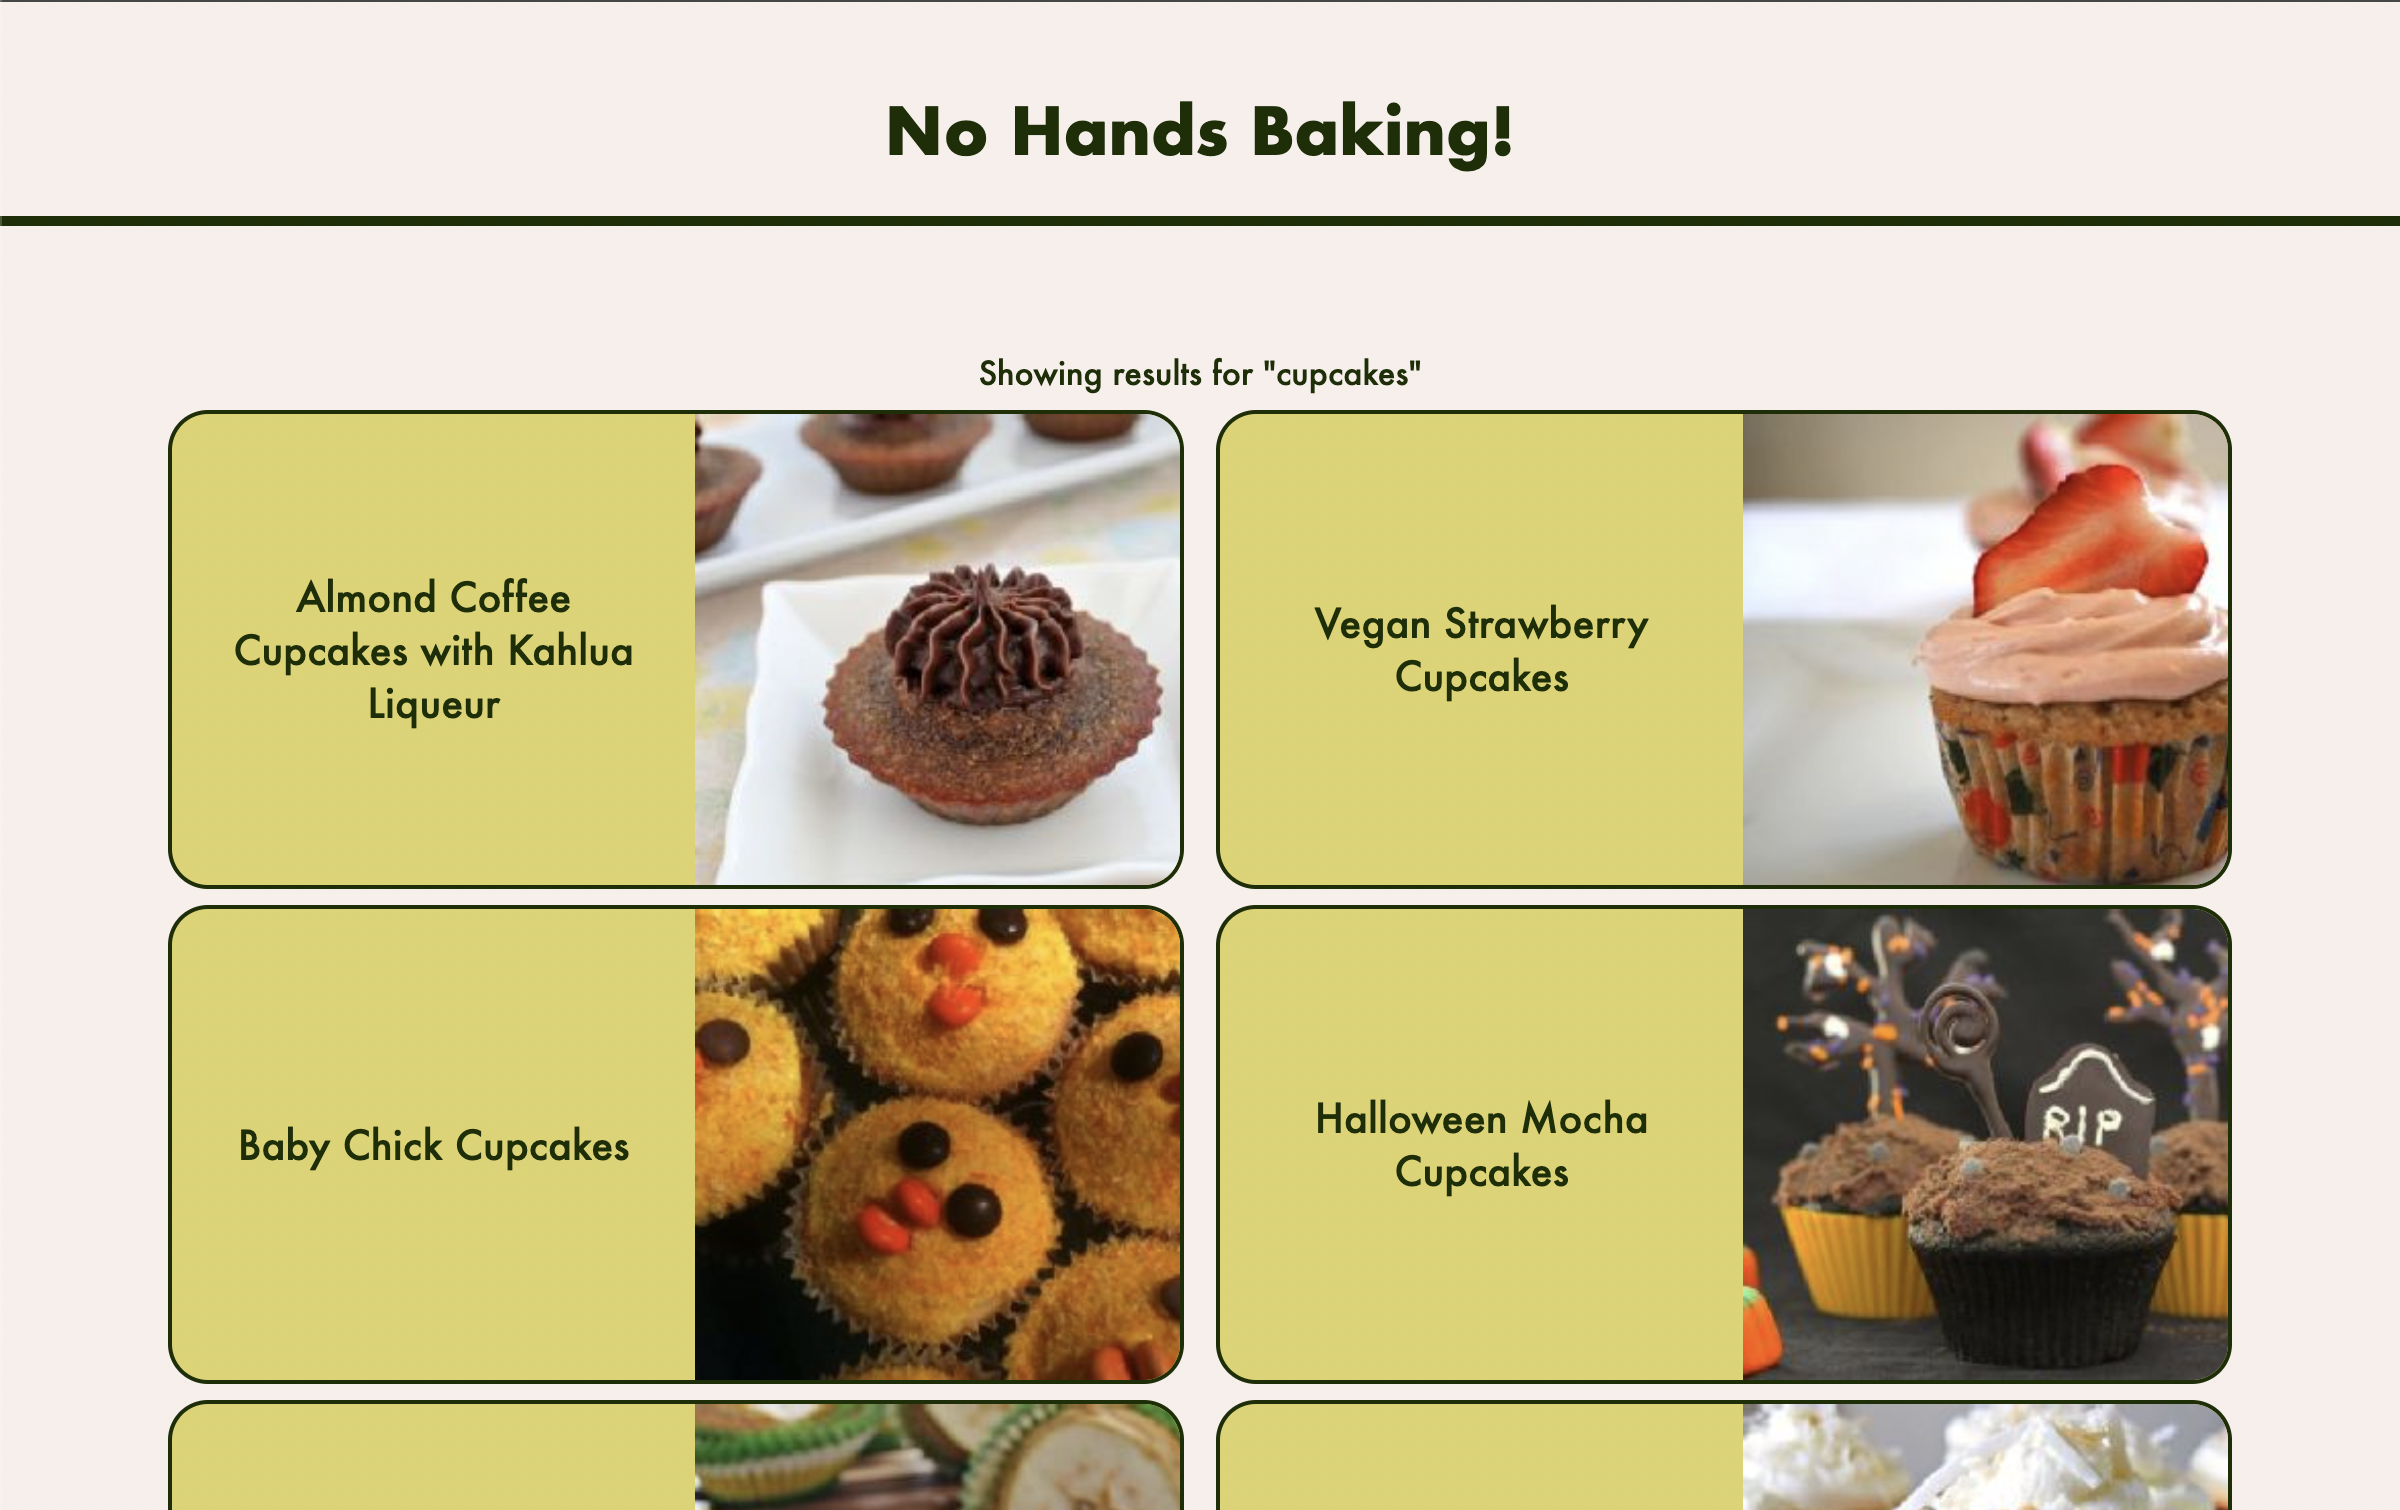 No Hands Baking!
Showing results for "cupcakes"
Almond Coffee
Cupcakes with Kahlua
Liqueur
Vegan Strawberry
Cupcakes
Baby Chick Cupcakes
Halloween Mocha
Cupcakes
RIP